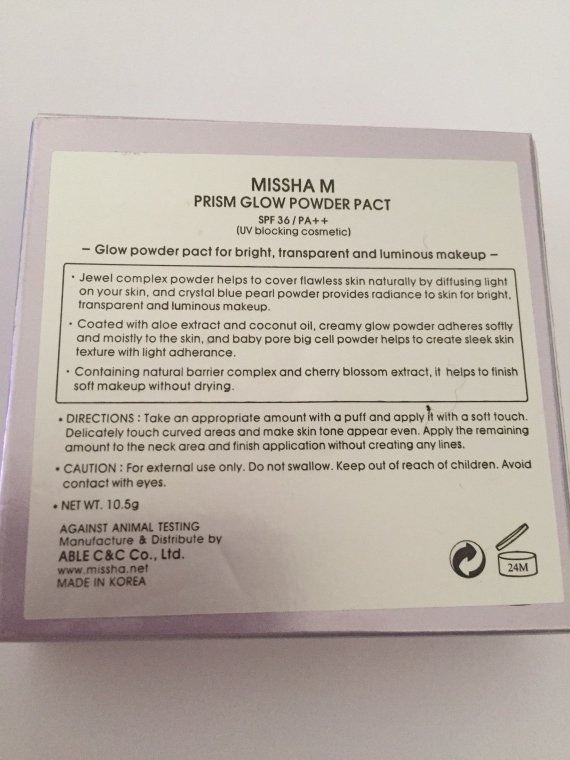 MISSHA M
PRISM GLOW POWDER PACT
SPF 36 / PA++
(UV blocking cosmetic)
– Glow powder pact for bright, transparent and luminous makeup –
• Jewel complex powder helps to cover flawless skin naturally by diffusing light
on your skin, and crystal blue pearl powder provides radiance to skin for bright,
transparent and luminous makeup.
• Coated with aloe extract and coconut oil, creamy glow powder adheres softly
and moistly to the skin, and baby pore big cell powder helps to create sleek skin
texture with light adherance.
• Containing natural barrier complex and cherry blossom extract, it helps to finish
soft makeup without drying.
• DIRECTIONS : Take an appropriate amount with a puff and apply it with a soft touch.
Delicately touch curved areas and make skin tone appear even. Apply the remaining
amount to the neck area and finish application without creating any lines.
• CAUTION : For external use only. Do not swallow. Keep out of reach of children. Avoid
contact with eyes.
• NET WT. 10.5g
AGAINST ANIMAL TESTING
Manufacture & Distribute by
ABLE C&C Co., Ltd.
www.missha.net
MADE IN KOREA
24M